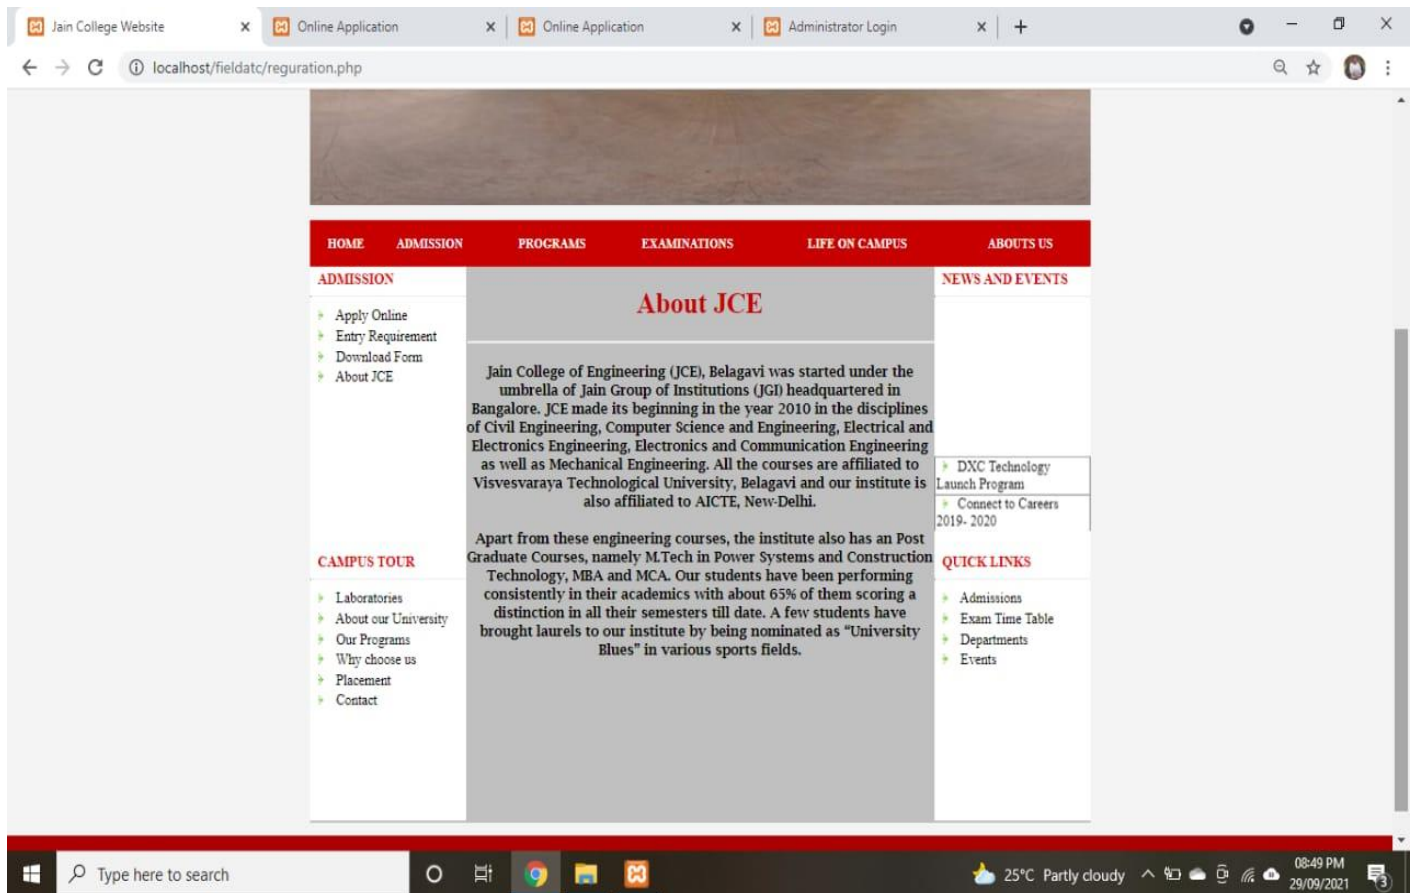 Jain College Website
Online Application
Online Application
Administrator Login
localhost/fieldatc/reguration.php
HOME ADMISSION PROGRAMS EXAMINATIONS LIFE ON CAMPUS ABOUTS US
ADMISSION
Apply Online
Entry Requirement
Download Form
About JCE
CAMPUS TOUR
Laboratories
About our University
Our Programs
Why choose us
Placement
Contact
About JCE
Jain College of Engineering (JCE), Belagavi was started under the
umbrella of Jain Group of Institutions (JGI) headquartered in
Bangalore. JCE made its beginning in the year 2010 in the disciplines
of Civil Engineering, Computer Science and Engineering, Electrical and
Electronics Engineering, Electronics and Communication Engineering
as well as Mechanical Engineering. All the courses are affiliated to
Visvesvaraya Technological University, Belagavi and our institute is
also affiliated to AICTE, New-Delhi.
Apart from these engineering courses, the institute also has an Post
Graduate Courses, namely M.Tech in Power Systems and Construction
Technology, MBA and MCA. Our students have been performing
consistently in their academics with about 65% of them scoring a
distinction in all their semesters till date. A few students have
brought laurels to our institute by being nominated as “University
Blues” in various sports fields.
NEWS AND EVENTS
DXC Technology
Launch Program
Connect to Careers
2019- 2020
QUICK LINKS
Admissions
Exam Time Table
Departments
Events
Type here to search
25°C Partly cloudy
08:49 PM
29/09/2021
3